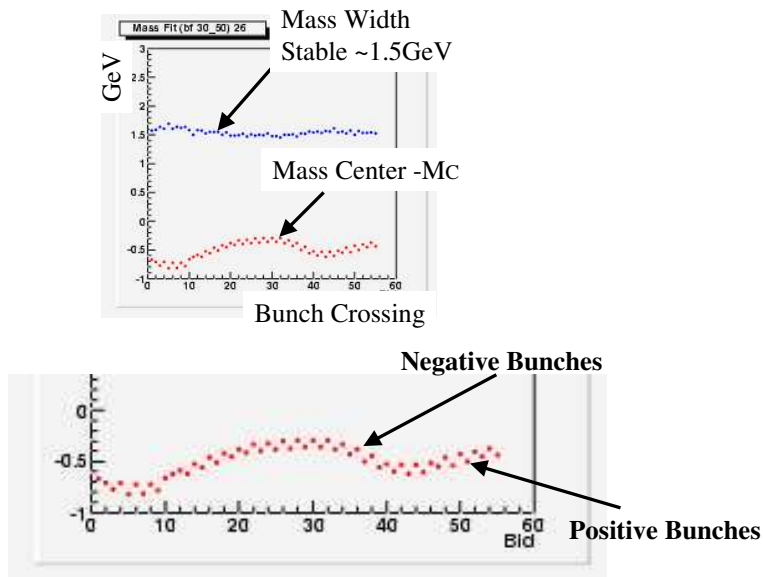 Mass Fit (bf 30_50) 26
Mass Width
Stable ~1.5GeV
GeV
3
2.5
2
1.5
1
Mass Center -MC
0.5
0
-0.5
-1
0 10 20 30 40 50 60
Bunch Crossing
Negative Bunches
0
-0.5
-1
0 10 20 30 40 50 60
Bid
Positive Bunches